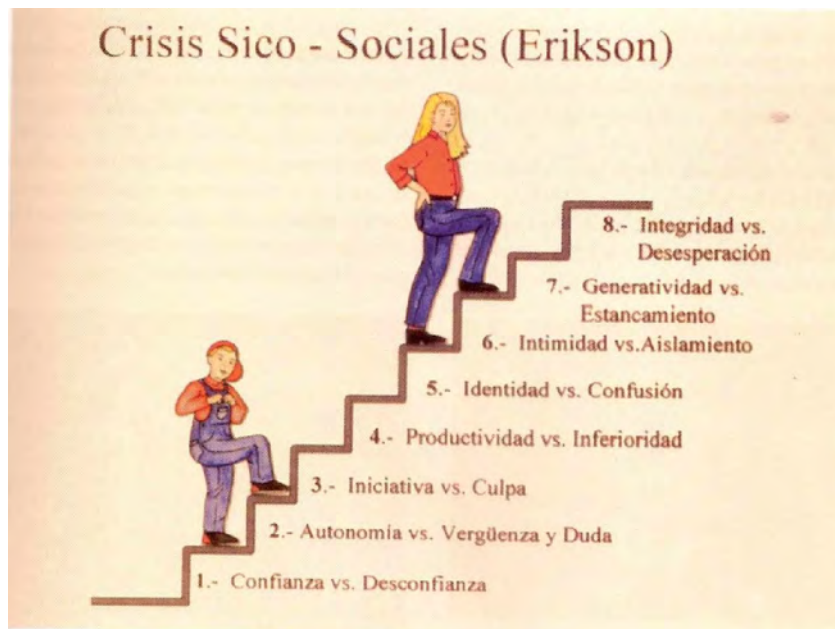 Crisis Sico - Sociales (Erikson)
8.- Integridad vs.
Desesperación
7.- Generatividad vs.
Estancamiento
6.- Intimidad vs.Aislamiento
5.- Identidad vs. Confusión
4.- Productividad vs. Inferioridad
3.- Iniciativa vs. Culpa
2.- Autonomía vs. Vergüenza y Duda
1.- Confianza vs. Desconfianza